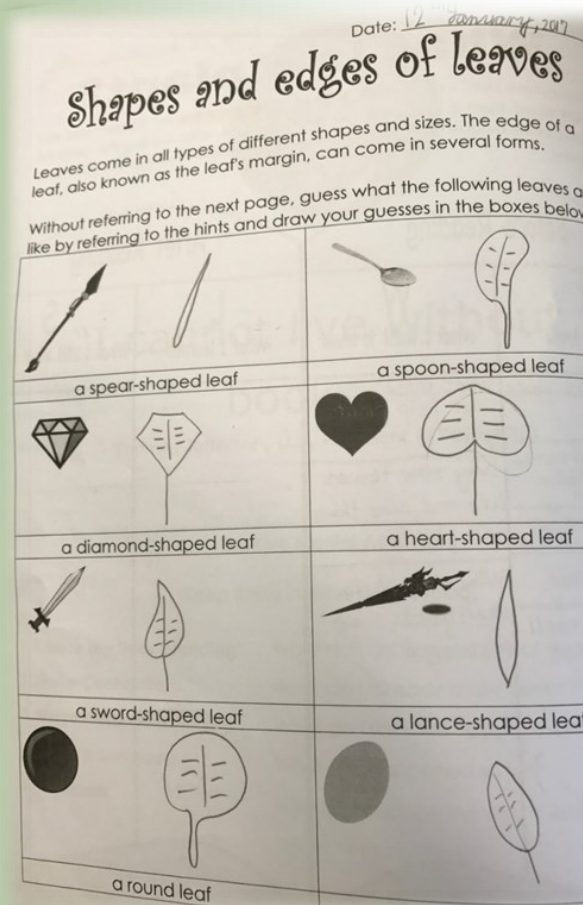 Date: 12 January, 2017
Shapes and edges of leaves
Leaves come in all types of different shapes and sizes. The edge of a
leaf, also known as the leaf's margin, can come in several forms.
Without referring to the next page, guess what the following leaves
like by referring to the hints and draw your guesses in the boxes
a spear-shaped leaf
a spoon-shaped leaf
a diamond-shaped leaf
a heart-shaped leaf
a sword-shaped leaf
a lance-shaped
a round leaf